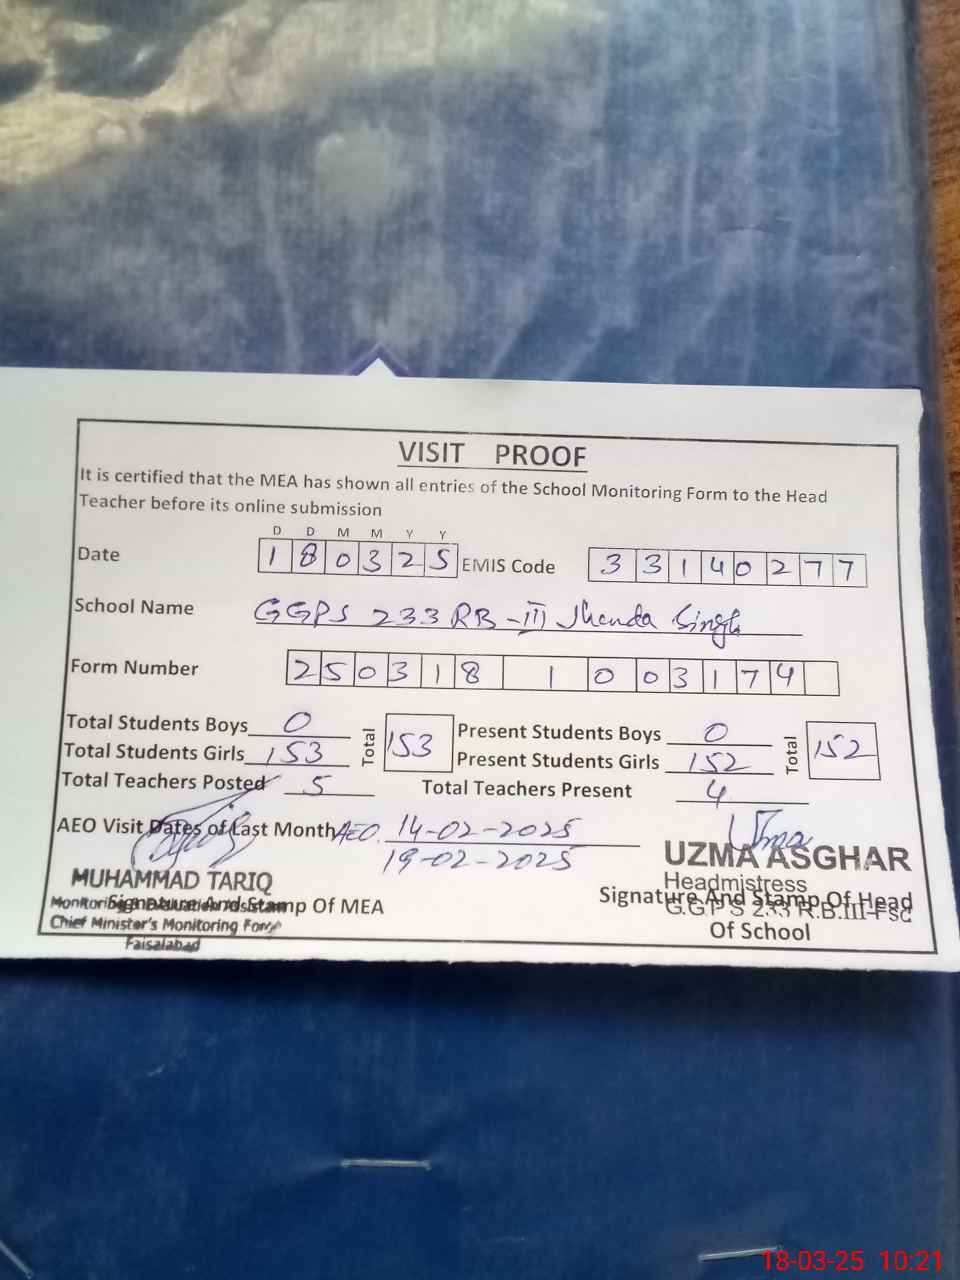 VISIT PROOF
It is certified that the MEA has shown all entries of the School Monitoring Form to the Head
Teacher before its online submission
D D M M Y Y
Date 1 8 0 3 2 5 EMIS Code 3 3 1 4 0 2 7 7
School Name GGPS 233 RB-III Jhanda Singh
Form Number 2 5 0 3 1 8 1 0 0 3 1 7 4
Total Students Boys 0 Total 153 Present Students Boys 0 Total 152
Total Students Girls 153 Present Students Girls 152
Total Teachers Posted 5 Total Teachers Present 4
AEO Visit Dates of Last Month AEO. 14-02-2025
19-02-2025
Uzma
UZMA ASGHAR
MUHAMMAD TARIQ
Headmistress
Monitoring & Evaluation Assistant
Signature And Stamp Of MEA
Signature And Stamp Of Head
G.G.P S 233 R.B.III-Fsd
Chief Minister's Monitoring Force
Of School
Faisalabad
18-03-25 10:21